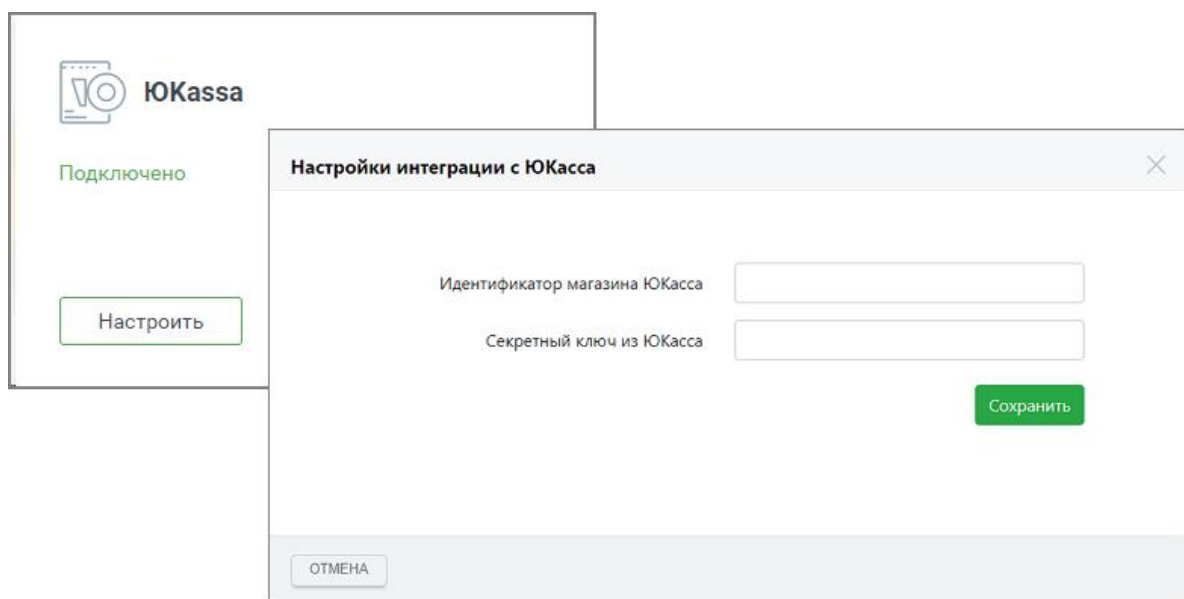 ЮKassa
Подключено
Настроить
Настройки интеграции с ЮКасса
Идентификатор магазина ЮКасса
Секретный ключ из ЮКасса
Сохранить
ОТМЕНА